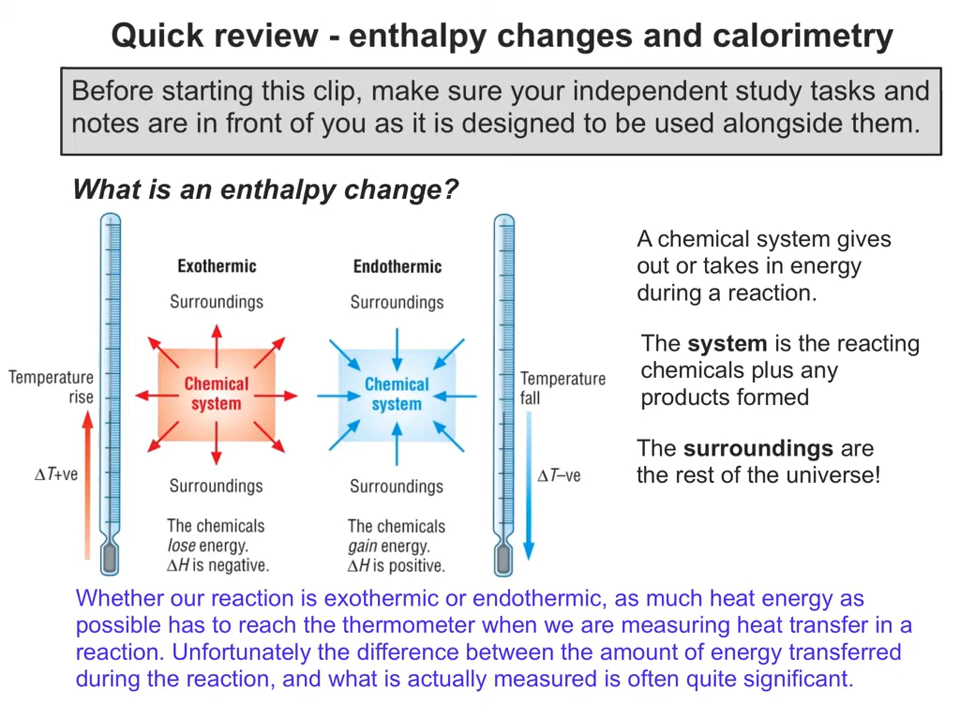 Quick review - enthalpy changes and calorimetry
Before starting this clip, make sure your independent study tasks and
notes are in front of you as it is designed to be used alongside them.
What is an enthalpy change?
Exothermic
Surroundings
Temperature
rise
Chemical
system
ΔT+ve
Surroundings
The chemicals
lose energy.
ΔH is negative.
Endothermic
Surroundings
Chemical
system
Temperature
fall
ΔT–ve
Surroundings
The chemicals
gain energy.
ΔH is positive.
A chemical system gives
out or takes in energy
during a reaction.
The system is the reacting
chemicals plus any
products formed
The surroundings are
the rest of the universe!
Whether our reaction is exothermic or endothermic, as much heat energy as
possible has to reach the thermometer when we are measuring heat transfer in a
reaction. Unfortunately the difference between the amount of energy transferred
during the reaction, and what is actually measured is often quite significant.